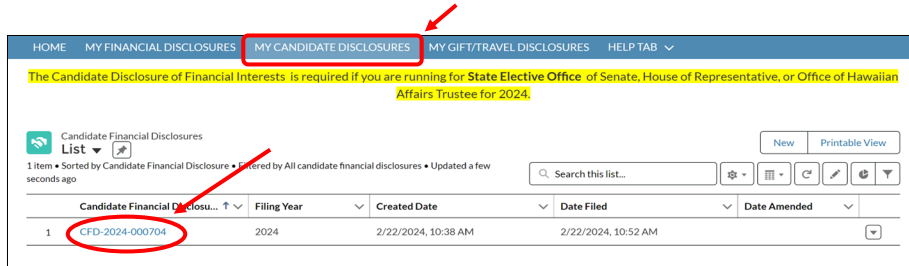 HOME MY FINANCIAL DISCLOSURES MY CANDIDATE DISCLOSURES MY GIFT/TRAVEL DISCLOSURES HELP TAB
The Candidate Disclosure of Financial Interests is required if you are running for State Elective Office of Senate, House of Representative, or Office of Hawaiian
Affairs Trustee for 2024.
Candidate Financial Disclosures
List
New Printable View
1 item • Sorted by Candidate Financial Disclosure • Filtered by All candidate financial disclosures • Updated a few
seconds ago
Search this list...
Candidate Financial Disclosu... Filing Year Created Date Date Filed Date Amended
1 CFD-2024-000704 2024 2/22/2024, 10:38 AM 2/22/2024, 10:52 AM